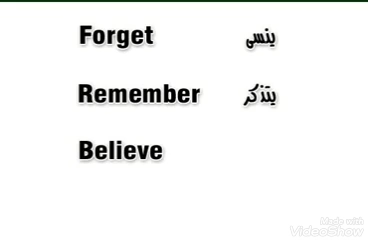 Forget ينسى
Remember يتذكر
Believe
Made with
VideoShow